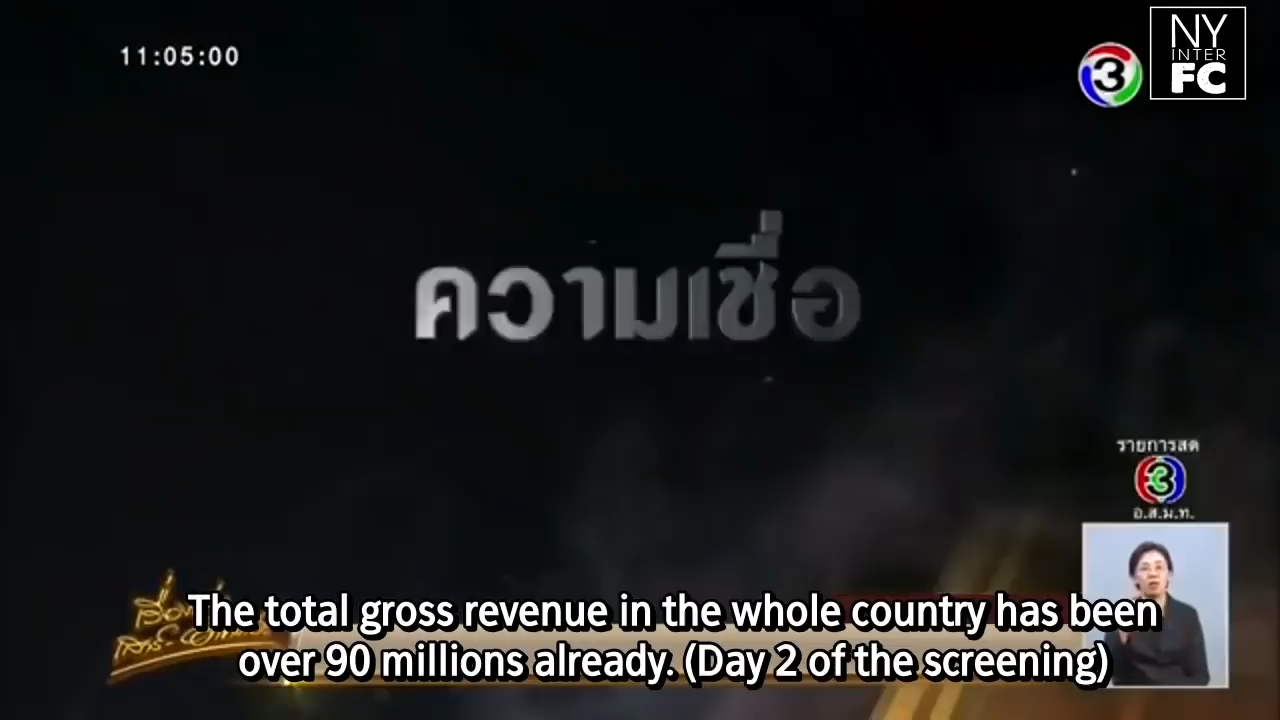 11:05:00
3
NY
INTER
FC
ความเชื่อ
รายการสด
3
อ.ส.ม.ท.
The total gross revenue in the whole country has been
over 90 millions already. (Day 2 of the screening)